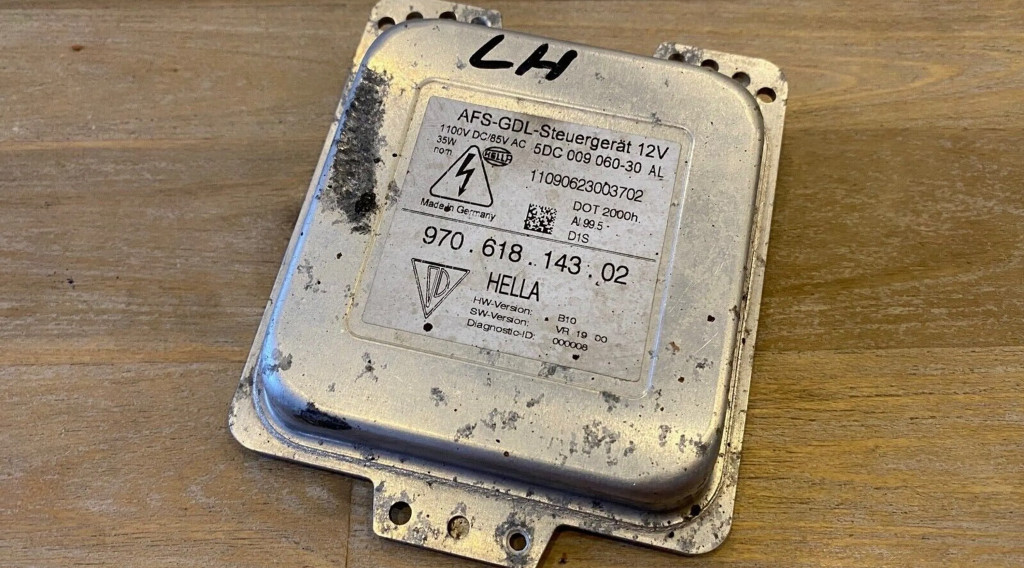 LH
AFS-GDL-Steuergerät 12V
1100V DC/85V AC 5DC 009 060-30 AL
35W
nom
HELLA
11090623003702
Made in Germany
DOT 2000h
Al 99.5
D1S
970.618.143.02
HELLA
HW-Version: B10
SW-Version: VR 19 00
Diagnostic-ID: 000008